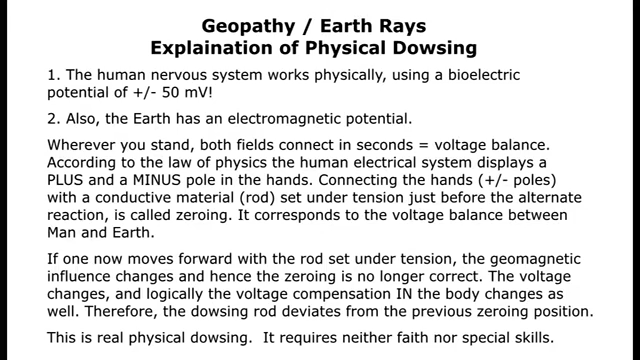 Geopathy / Earth Rays
Explaination of Physical Dowsing
1. The human nervous system works physically, using a bioelectric
potential of +/- 50 mV!
2. Also, the Earth has an electromagnetic potential.
Wherever you stand, both fields connect in seconds = voltage balance.
According to the law of physics the human electrical system displays a
PLUS and a MINUS pole in the hands. Connecting the hands (+/- poles)
with a conductive material (rod) set under tension just before the alternate
reaction, is called zeroing. It corresponds to the voltage balance between
Man and Earth.
If one now moves forward with the rod set under tension, the geomagnetic
influence changes and hence the zeroing is no longer correct. The voltage
changes, and logically the voltage compensation IN the body changes as
well. Therefore, the dowsing rod deviates from the previous zeroing position.
This is real physical dowsing.  It requires neither faith nor special skills.